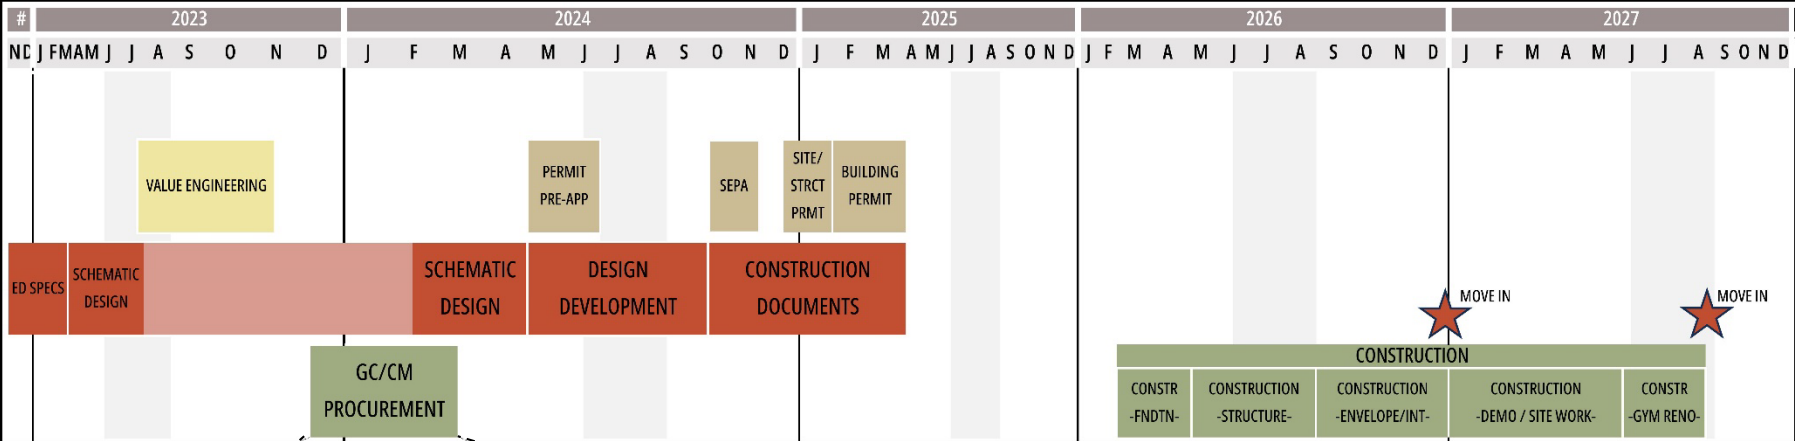 # 2023 2024 2025 2026 2027
N D J F M A M J J A S O N D J F M A M J J A S O N D J F M A M J J A S O N D J F M A M J J A S O N D J F M A M J J A S O N D
VALUE ENGINEERING
PERMIT
PRE-APP
SEPA
SITE/
STRCT
PRMT
BUILDING
PERMIT
ED SPECS
SCHEMATIC
DESIGN
SCHEMATIC
DESIGN
DESIGN
DEVELOPMENT
CONSTRUCTION
DOCUMENTS
MOVE IN
MOVE IN
GC/CM
PROCUREMENT
CONSTRUCTION
CONSTR
-FNDTN-
CONSTRUCTION
-STRUCTURE-
CONSTRUCTION
-ENVELOPE/INT-
CONSTRUCTION
-DEMO / SITE WORK-
CONSTR
-GYM RENO-